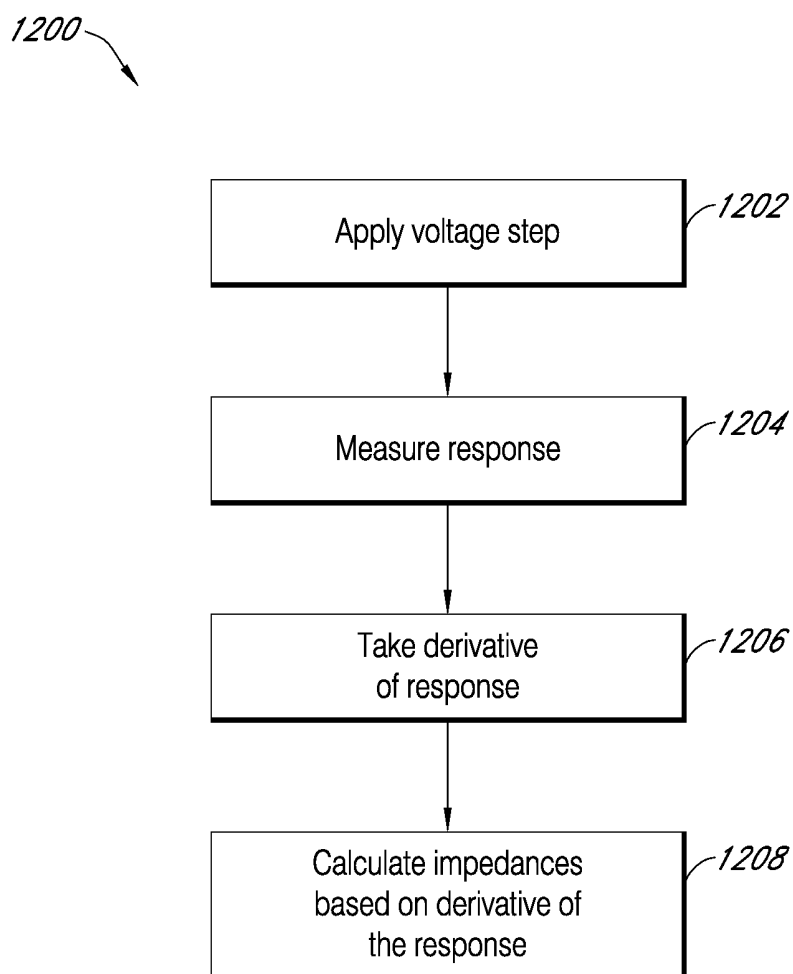 1200
Apply voltage step
1202
Measure response
1204
Take derivative
of response
1206
Calculate impedances
based on derivative of
the response
1208